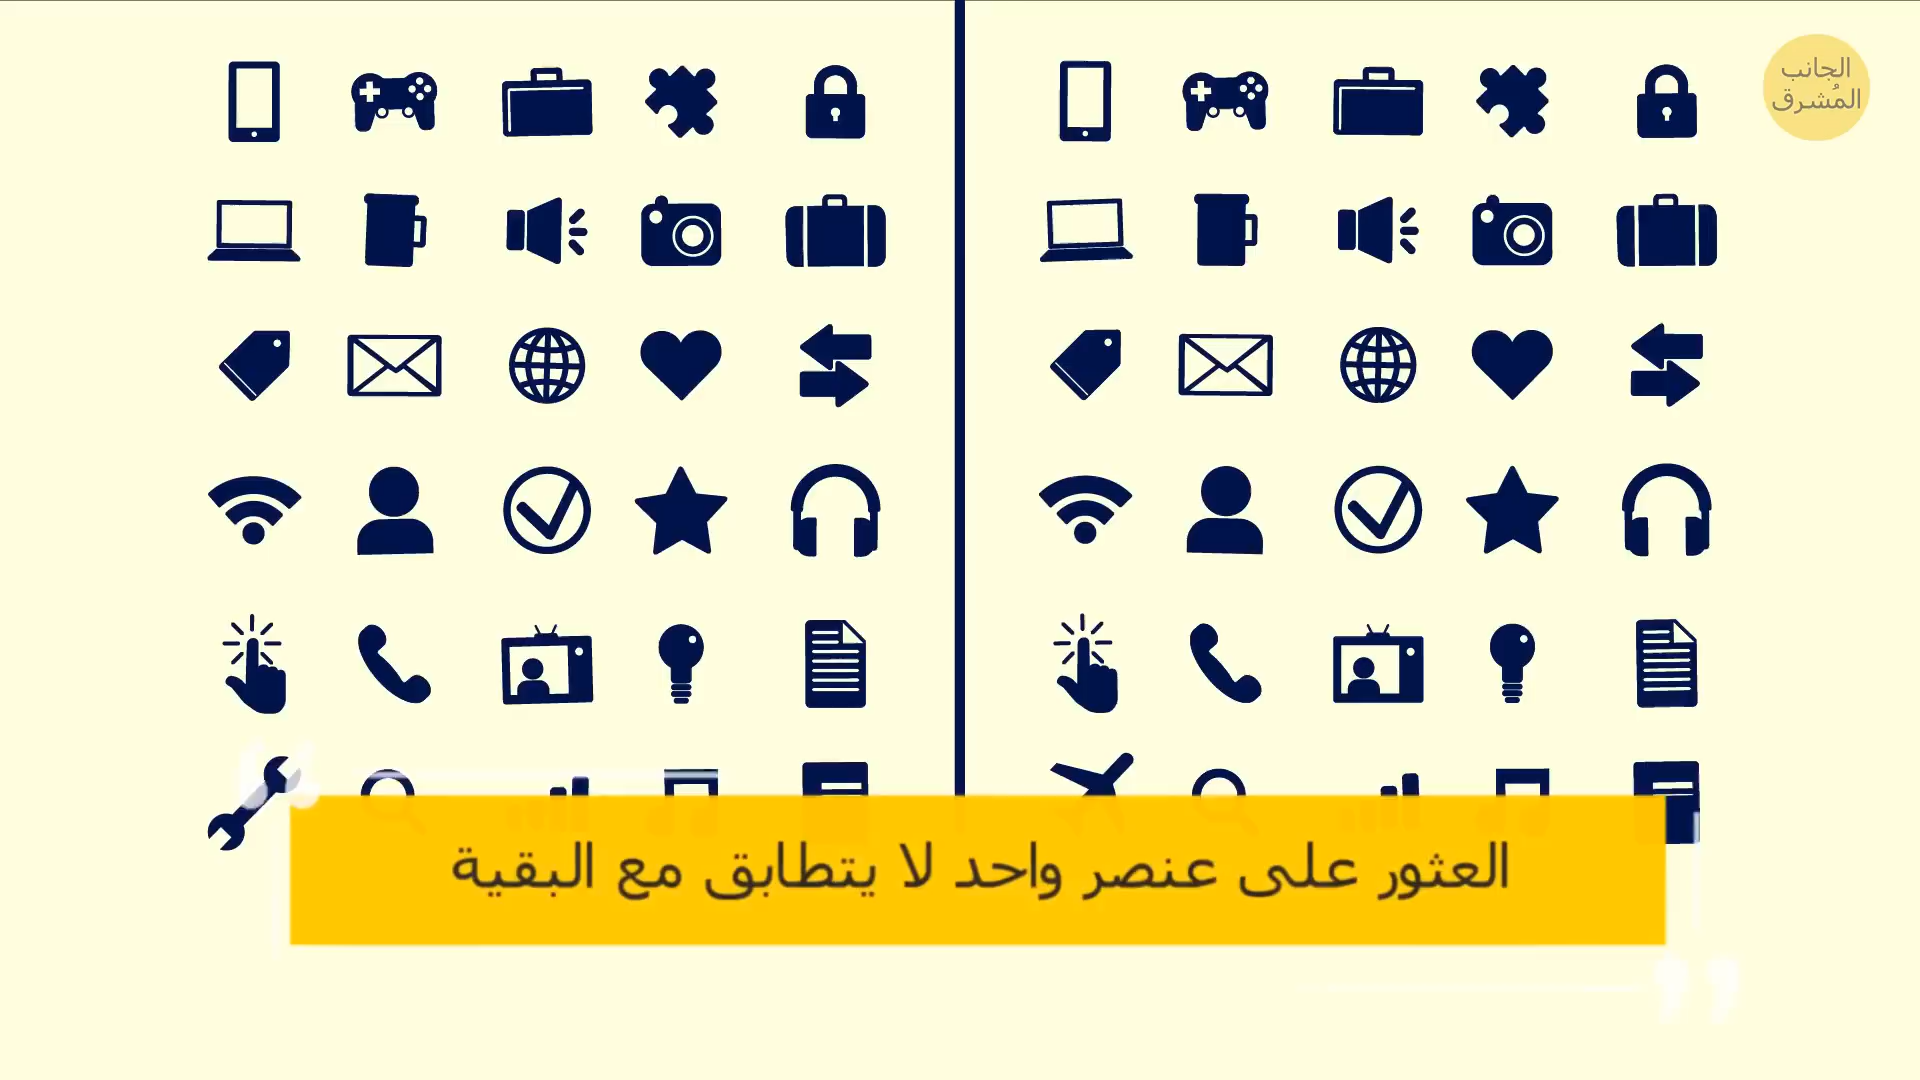 الجانب
المُشرق
العثور على عنصر واحد لا يتطابق مع البقية